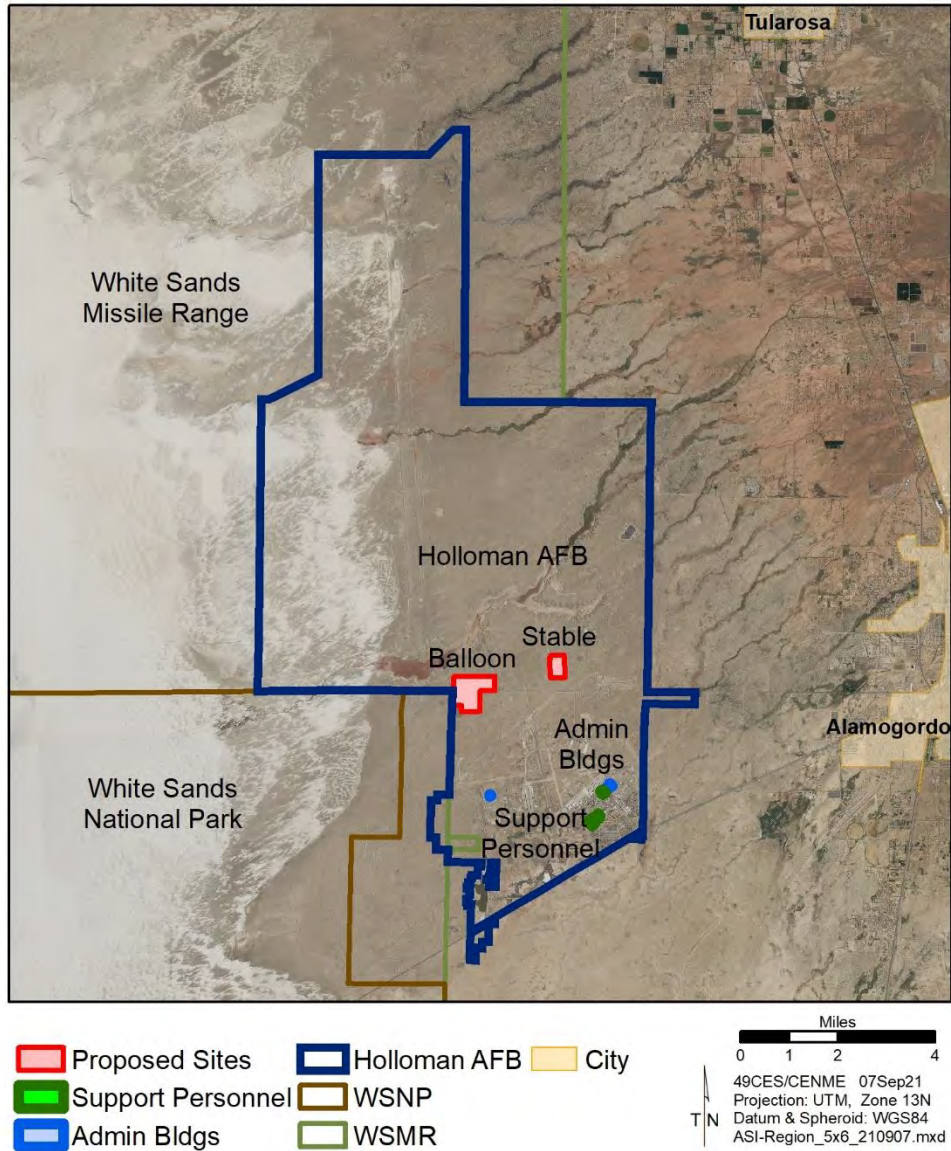 Tularosa
White Sands
Missile Range
Holloman AFB
Stable
Balloon
Admin
Bldgs
Alamogordo
White Sands
National Park
Support
Personnel
Proposed Sites
Support Personnel
Admin Bldgs
Holloman AFB
WSNP
WSMR
City
Miles
0 1 2 4
T N
49CES/CENME 07Sep21
Projection: UTM, Zone 13N
Datum & Spheroid: WGS84
ASI-Region_5x6_210907.mxd